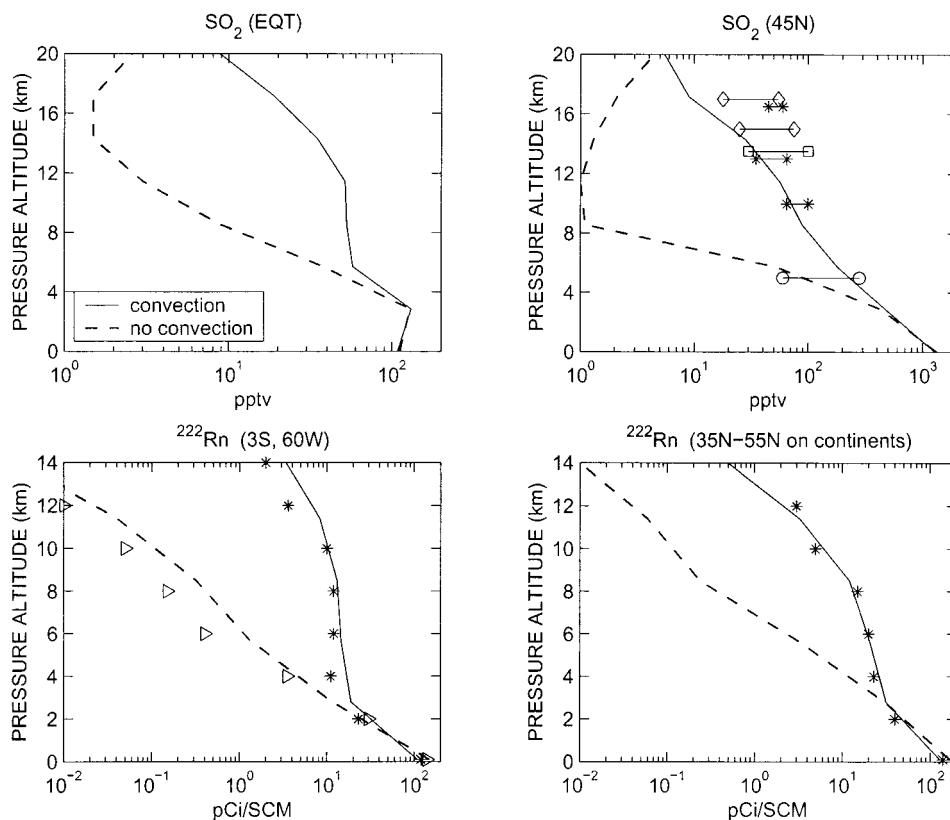 SO2 (EQT)
PRESSURE ALTITUDE (km)
20
16
12
8
4
0
convection
no convection
10^0 10^1 10^2
pptv
SO2 (45N)
PRESSURE ALTITUDE (km)
20
16
12
8
4
0
10^0 10^1 10^2 10^3
pptv
222Rn (3S, 60W)
PRESSURE ALTITUDE (km)
14
12
10
8
6
4
2
0
10^−2 10^−1 10^0 10^1 10^2
pCi/SCM
222Rn (35N−55N on continents)
PRESSURE ALTITUDE (km)
14
12
10
8
6
4
2
0
10^−2 10^−1 10^0 10^1 10^2
pCi/SCM